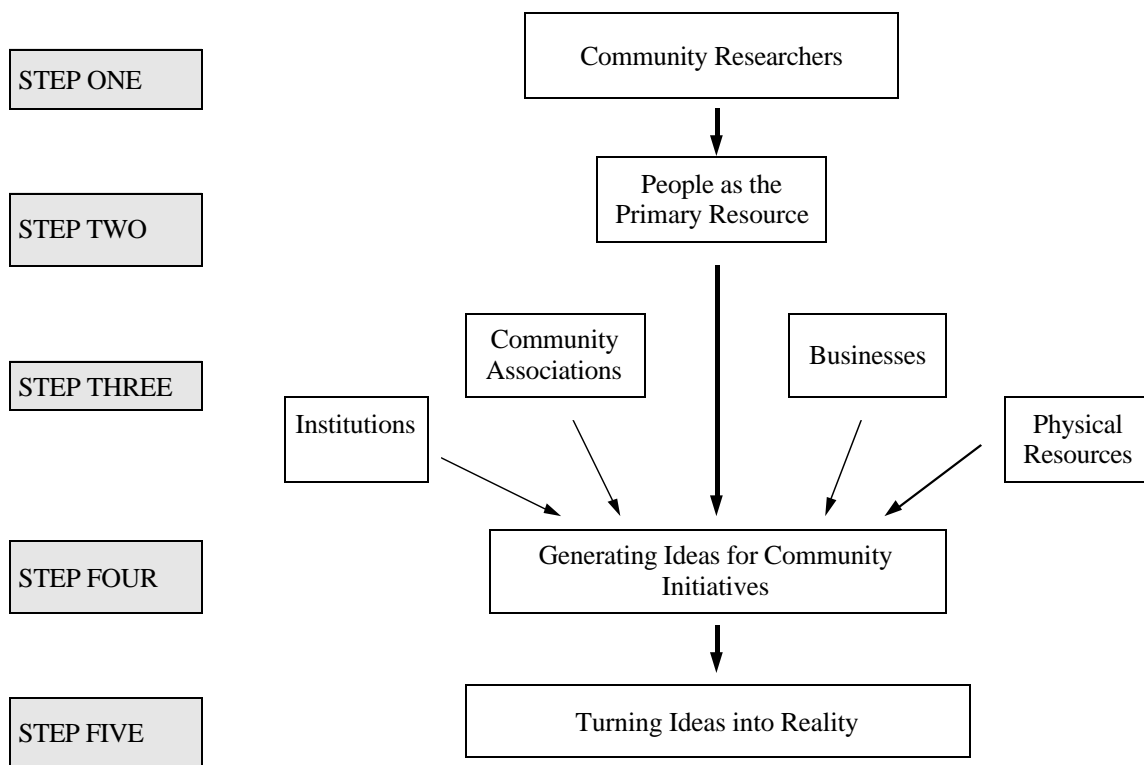 STEP ONE
Community Researchers
STEP TWO
People as the
Primary Resource
STEP THREE
Institutions
Community
Associations
Businesses
Physical
Resources
STEP FOUR
Generating Ideas for Community
Initiatives
STEP FIVE
Turning Ideas into Reality